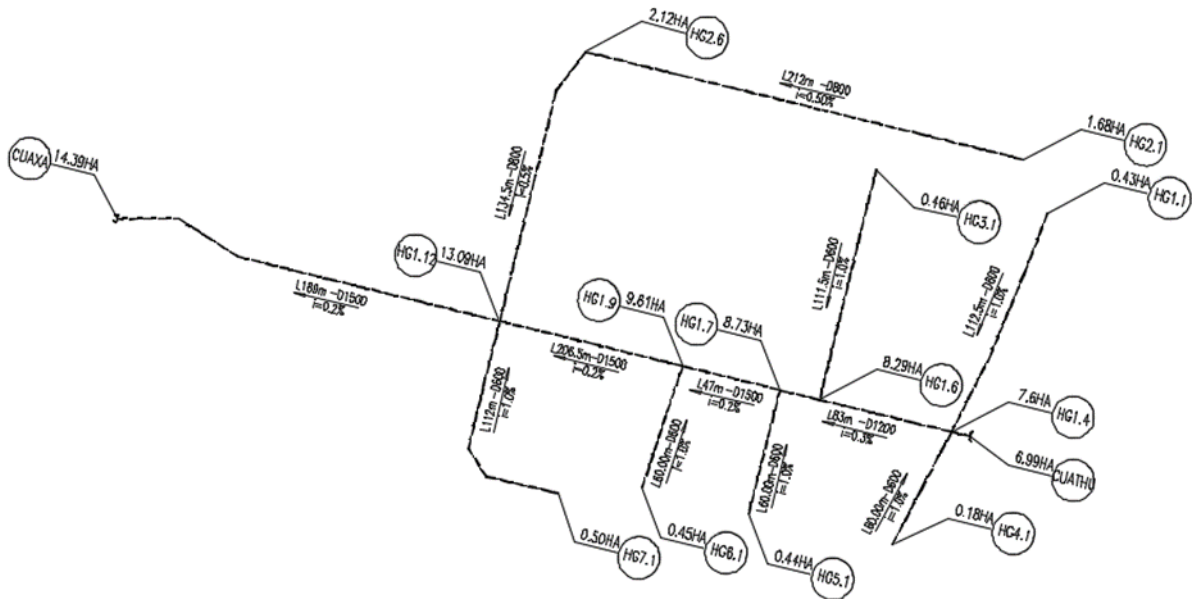 2.12HA
HG2.6
L212m -D800
i=0.50%
1.68HA
HG2.1
CUAXA
14.39HA
0.43HA
HG1.1
0.46HA
HG3.1
L134.5m-D800
i=0.5%
HG1.12
13.09HA
L111.5m-D600
i=1.0%
L112.5m-D600
i=1.0%
HG1.9
9.61HA
HG1.7
8.73HA
L189m -D1500
i=0.2%
L206.5m-D1500
i=0.2%
L47m -D1500
i=0.2%
8.29HA
HG1.6
L83m -D1200
i=0.3%
7.6HA
HG1.4
L112m -D600
i=1.0%
L60.00m-D600
i=1.0%
L60.00m-D600
i=1.0%
L60.00m-D600
i=1.0%
6.99HA
CUATHU
0.18HA
HG4.1
0.50HA
HG7.1
0.45HA
HG6.1
0.44HA
HG5.1